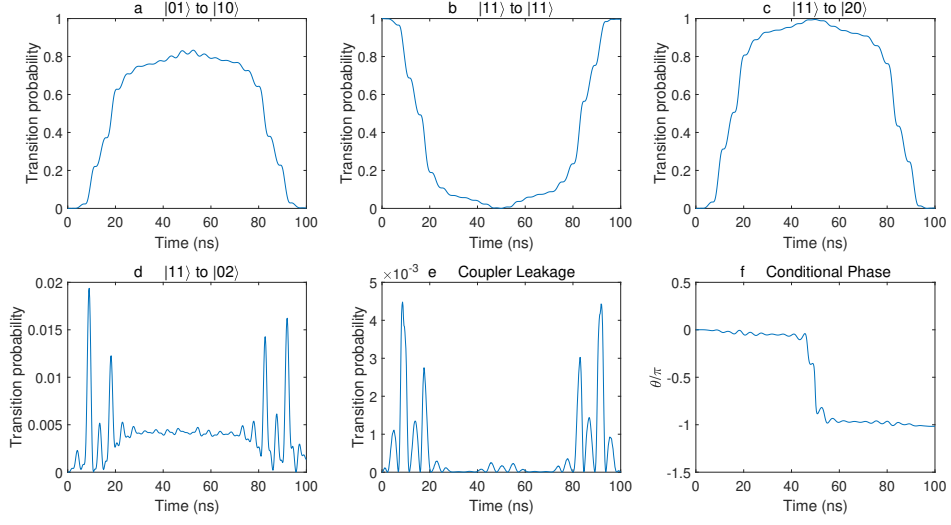 a |01⟩ to |10⟩
Transition probability
1
0.8
0.6
0.4
0.2
0
0 20 40 60 80 100
Time (ns)
b |11⟩ to |11⟩
Transition probability
1
0.8
0.6
0.4
0.2
0
0 20 40 60 80 100
Time (ns)
c |11⟩ to |20⟩
Transition probability
1
0.8
0.6
0.4
0.2
0
0 20 40 60 80 100
Time (ns)
d |11⟩ to |02⟩
Transition probability
0.02
0.015
0.01
0.005
0
0 20 40 60 80 100
Time (ns)
×10⁻³ e Coupler Leakage
Transition probability
5
4
3
2
1
0
0 20 40 60 80 100
Time (ns)
f Conditional Phase
θ/π
0.5
0
-0.5
-1
-1.5
0 20 40 60 80 100
Time (ns)